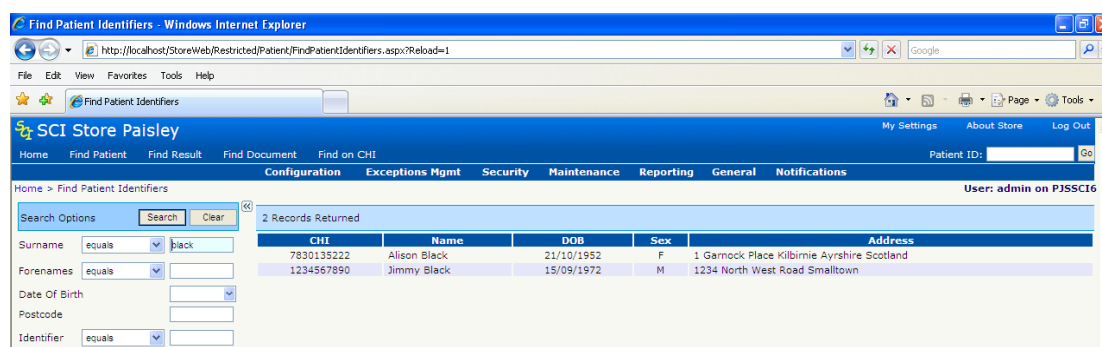 Find Patient Identifiers - Windows Internet Explorer
http://localhost/StoreWeb/Restricted/Patient/FindPatientIdentifiers.aspx?Reload=1
Google
File Edit View Favorites Tools Help
Find Patient Identifiers
Page Tools
SCI Store Paisley
My Settings About Store Log Out
Home Find Patient Find Result Find Document Find on CHI
Patient ID: Go
Configuration Exceptions Mgmt Security Maintenance Reporting General Notifications
Home > Find Patient Identifiers
User: admin on PJSSCI6
Search Options Search Clear
2 Records Returned
CHI Name DOB Sex Address
7830135222 Alison Black 21/10/1952 F 1 Garnock Place Kilbirnie Ayrshire Scotland
1234567890 Jimmy Black 15/09/1972 M 1234 North West Road Smalltown
Surname equals black
Forenames equals
Date Of Birth
Postcode
Identifier equals